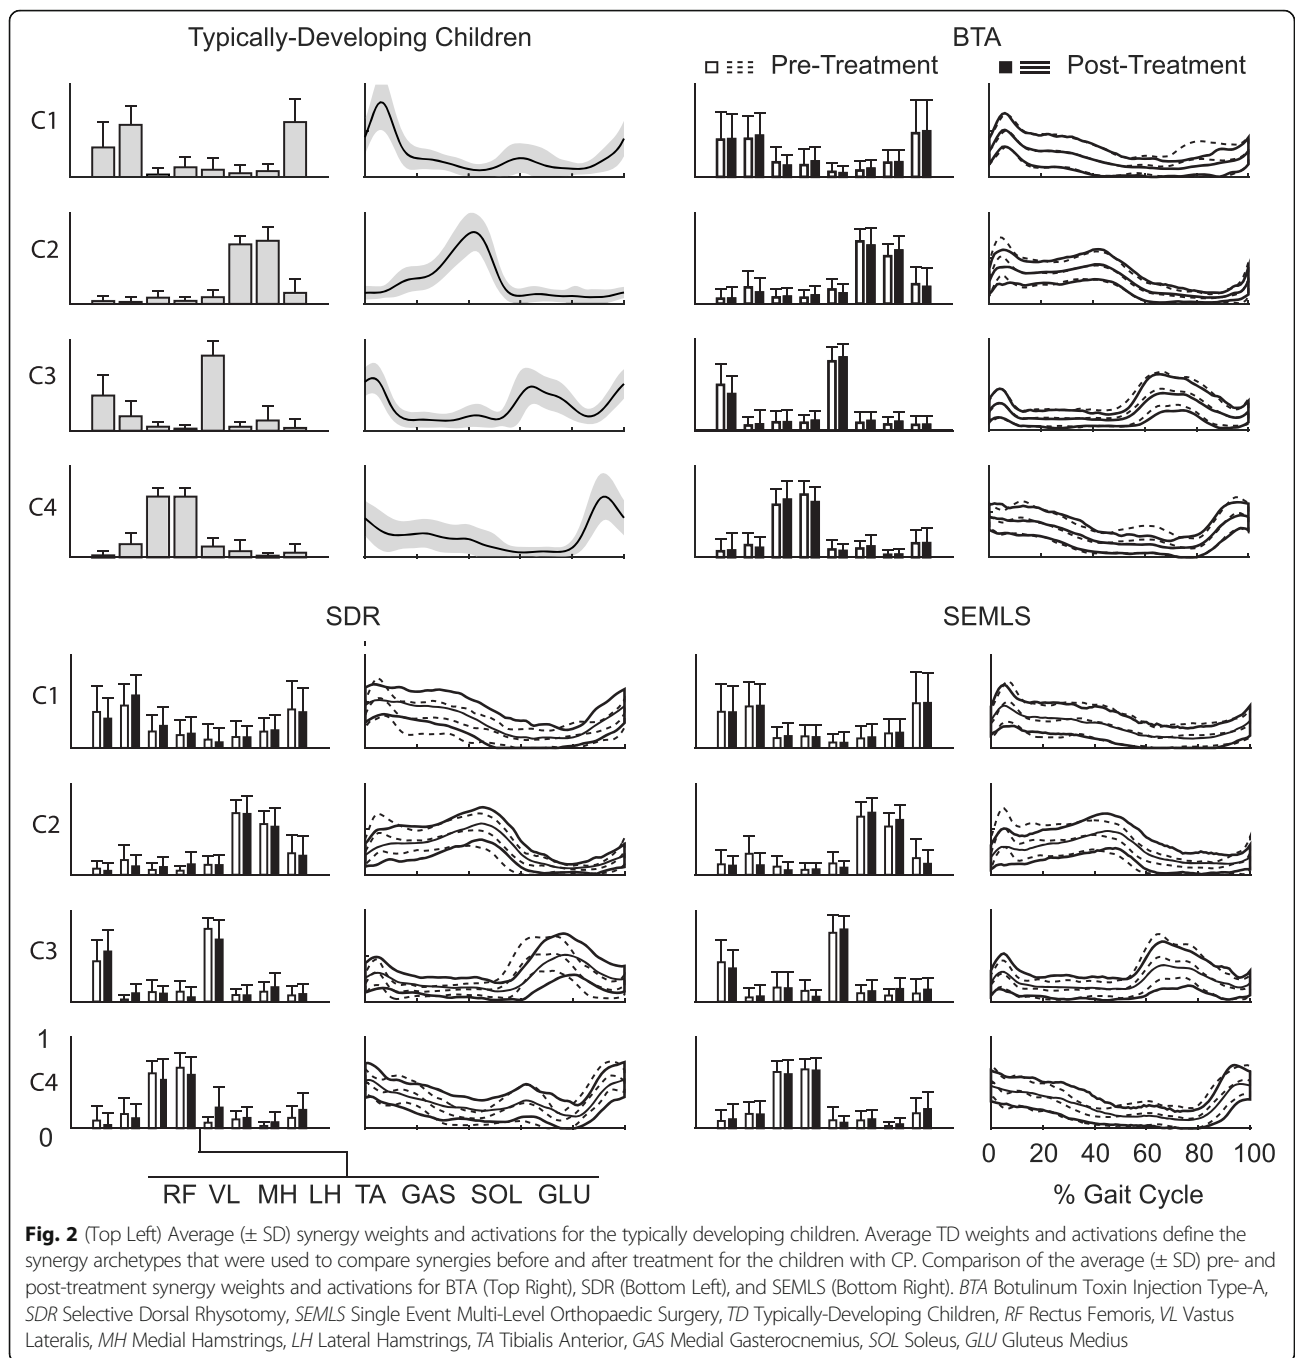 Typically-Developing Children
BTA
Pre-Treatment Post-Treatment
C1
C2
C3
C4
SDR
SEMLS
C1
C2
C3
1
C4
0
0 20 40 60 80 100
RF VL MH LH TA GAS SOL GLU
% Gait Cycle
Fig. 2 (Top Left) Average (± SD) synergy weights and activations for the typically developing children. Average TD weights and activations define the
synergy archetypes that were used to compare synergies before and after treatment for the children with CP. Comparison of the average (± SD) pre- and
post-treatment synergy weights and activations for BTA (Top Right), SDR (Bottom Left), and SEMLS (Bottom Right). BTA Botulinum Toxin Injection Type-A,
SDR Selective Dorsal Rhysotomy, SEMLS Single Event Multi-Level Orthopaedic Surgery, TD Typically-Developing Children, RF Rectus Femoris, VL Vastus
Lateralis, MH Medial Hamstrings, LH Lateral Hamstrings, TA Tibialis Anterior, GAS Medial Gasterocnemius, SOL Soleus, GLU Gluteus Medius